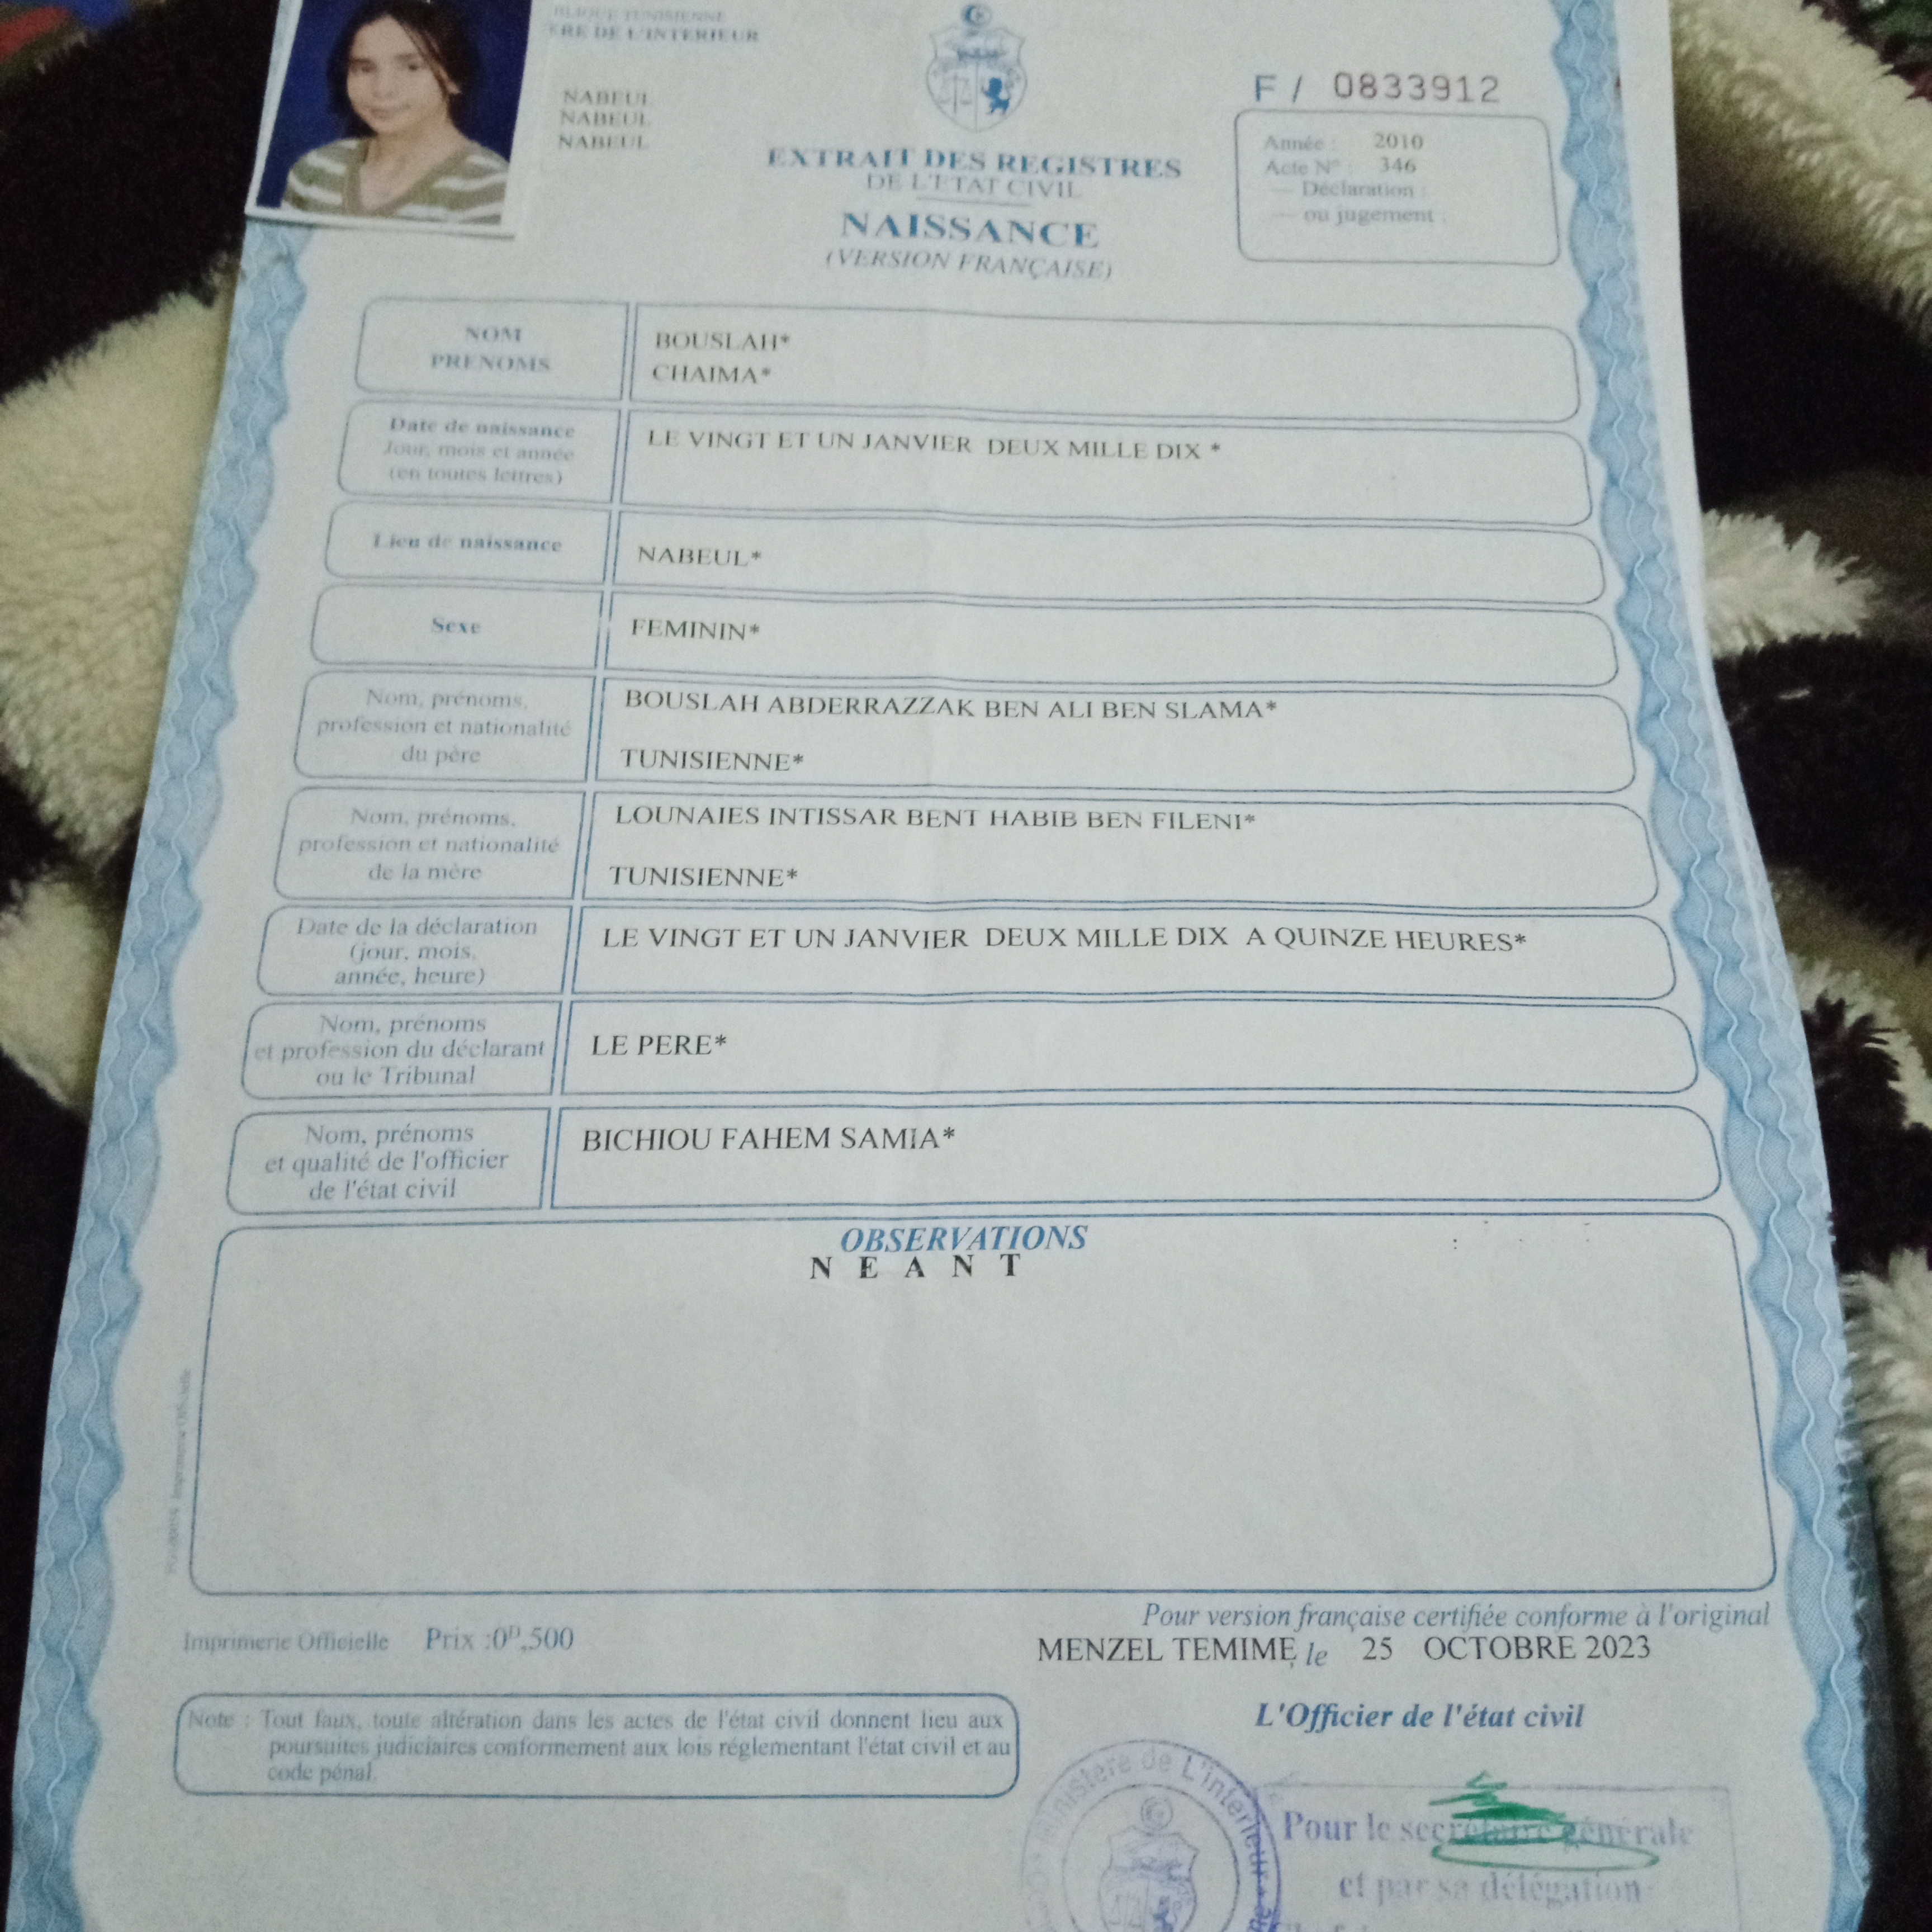 BLIQUE TUNISIENNE
ERE DE L'INTERIEUR
NABEUL
NABEUL
NABEUL
EXTRAIT DES REGISTRES
DE L'ETAT CIVIL
NAISSANCE
(VERSION FRANÇAISE)
F / 0833912
Année : 2010
Acte N° : 346
— Déclaration :
— ou jugement :
NOM BOUSLAH*
PRENOMS CHAIMA*
Date de naissance
Jour, mois et année
(en toutes lettres)
LE VINGT ET UN JANVIER DEUX MILLE DIX *
Lieu de naissance NABEUL*
Sexe FEMININ*
Nom, prénoms,
profession et nationalité
du père
BOUSLAH ABDERRAZZAK BEN ALI BEN SLAMA*
TUNISIENNE*
Nom, prénoms,
profession et nationalité
de la mère
LOUNAIES INTISSAR BENT HABIB BEN FILENI*
TUNISIENNE*
Date de la déclaration
(jour, mois,
année, heure)
LE VINGT ET UN JANVIER DEUX MILLE DIX A QUINZE HEURES*
Nom, prénoms
et profession du déclarant
ou le Tribunal
LE PERE*
Nom, prénoms
et qualité de l'officier
de l'état civil
BICHIOU FAHEM SAMIA*
OBSERVATIONS
N E A N T
Imprimerie Officielle Prix :0ᴰ,500
Pour version française certifiée conforme à l'original
MENZEL TEMIME, le 25 OCTOBRE 2023
L'Officier de l'état civil
Note : Tout faux, toute altération dans les actes de l'état civil donnent lieu aux
poursuites judiciaires conformement aux lois réglementant l'état civil et au
code pénal.
Ministère de L'interieur
Pour le secrétaire générale
et par sa délégation